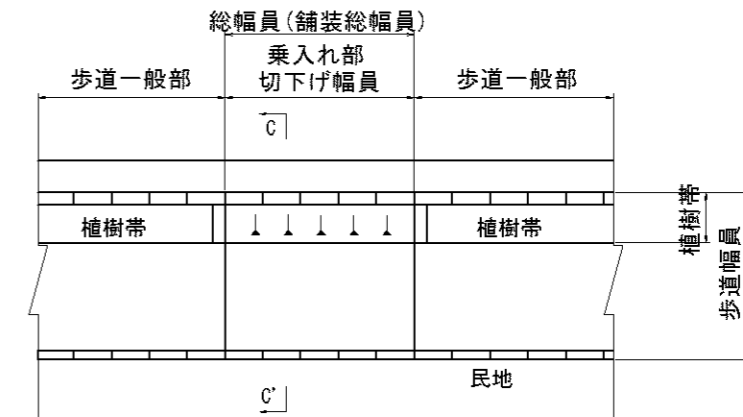 総幅員(舗装総幅員)
乗入れ部
歩道一般部
切下げ幅員
歩道一般部
C
植樹帯
植樹帯
植樹帯
歩道幅員
民地
C'